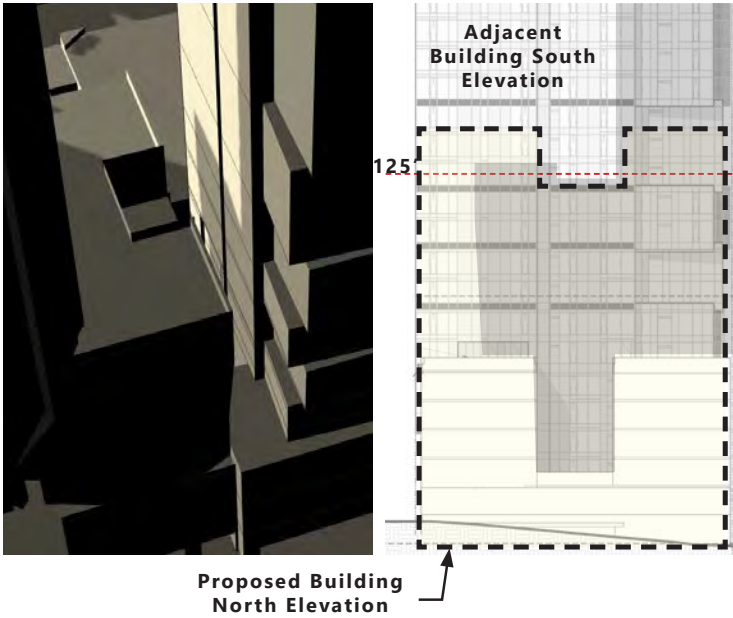 Adjacent
Building South
Elevation
125'
Proposed Building
North Elevation